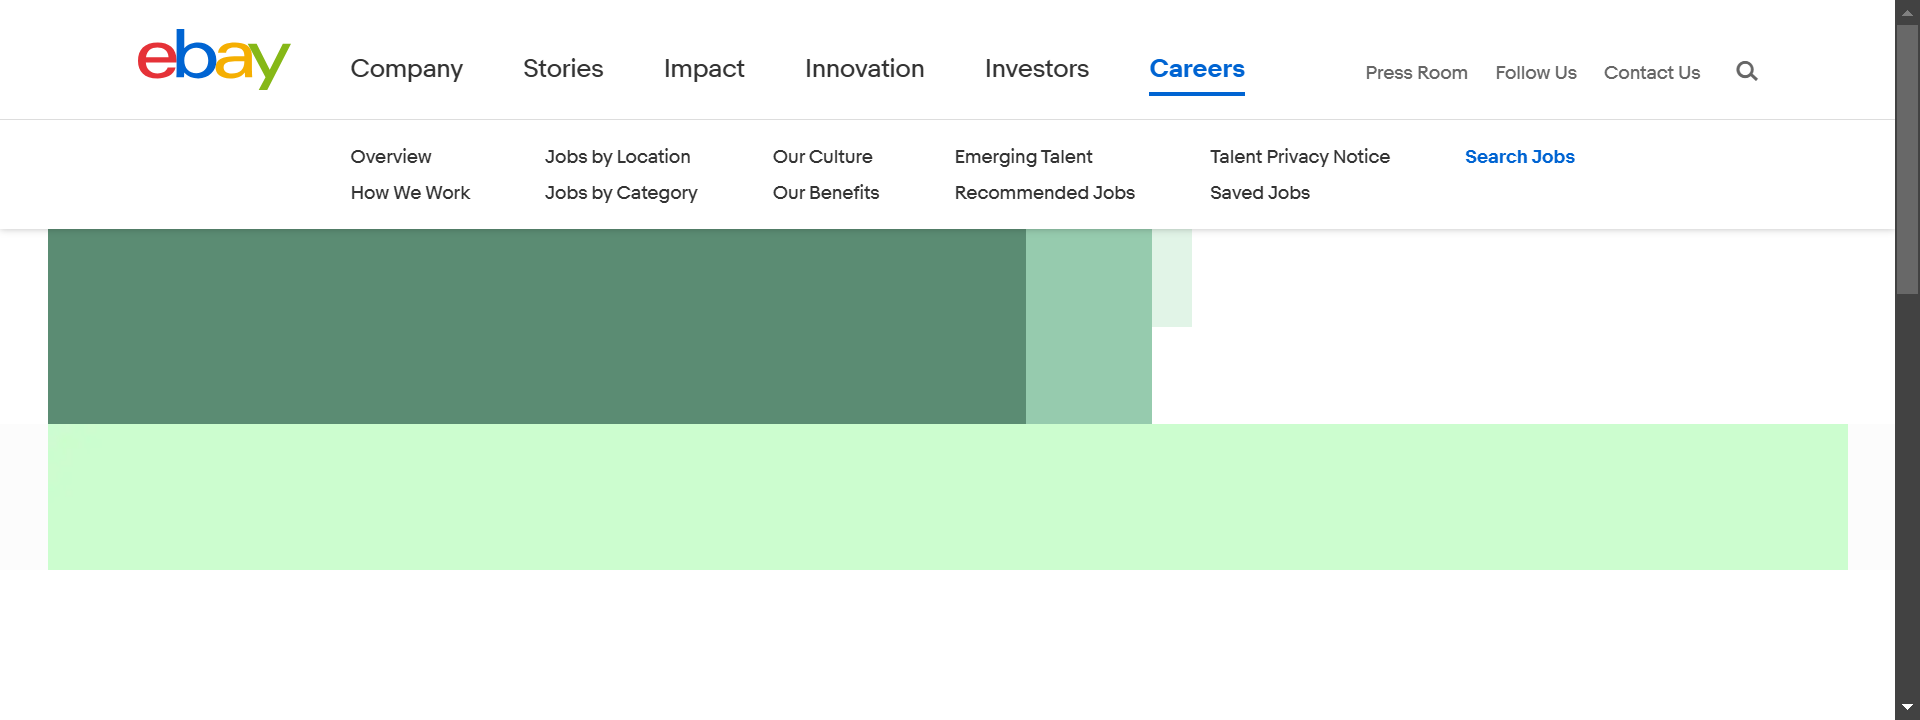 ebay
Company Stories Impact Innovation Investors Careers Press Room Follow Us Contact Us
Overview Jobs by Location Our Culture Emerging Talent Talent Privacy Notice Search Jobs
How We Work Jobs by Category Our Benefits Recommended Jobs Saved Jobs